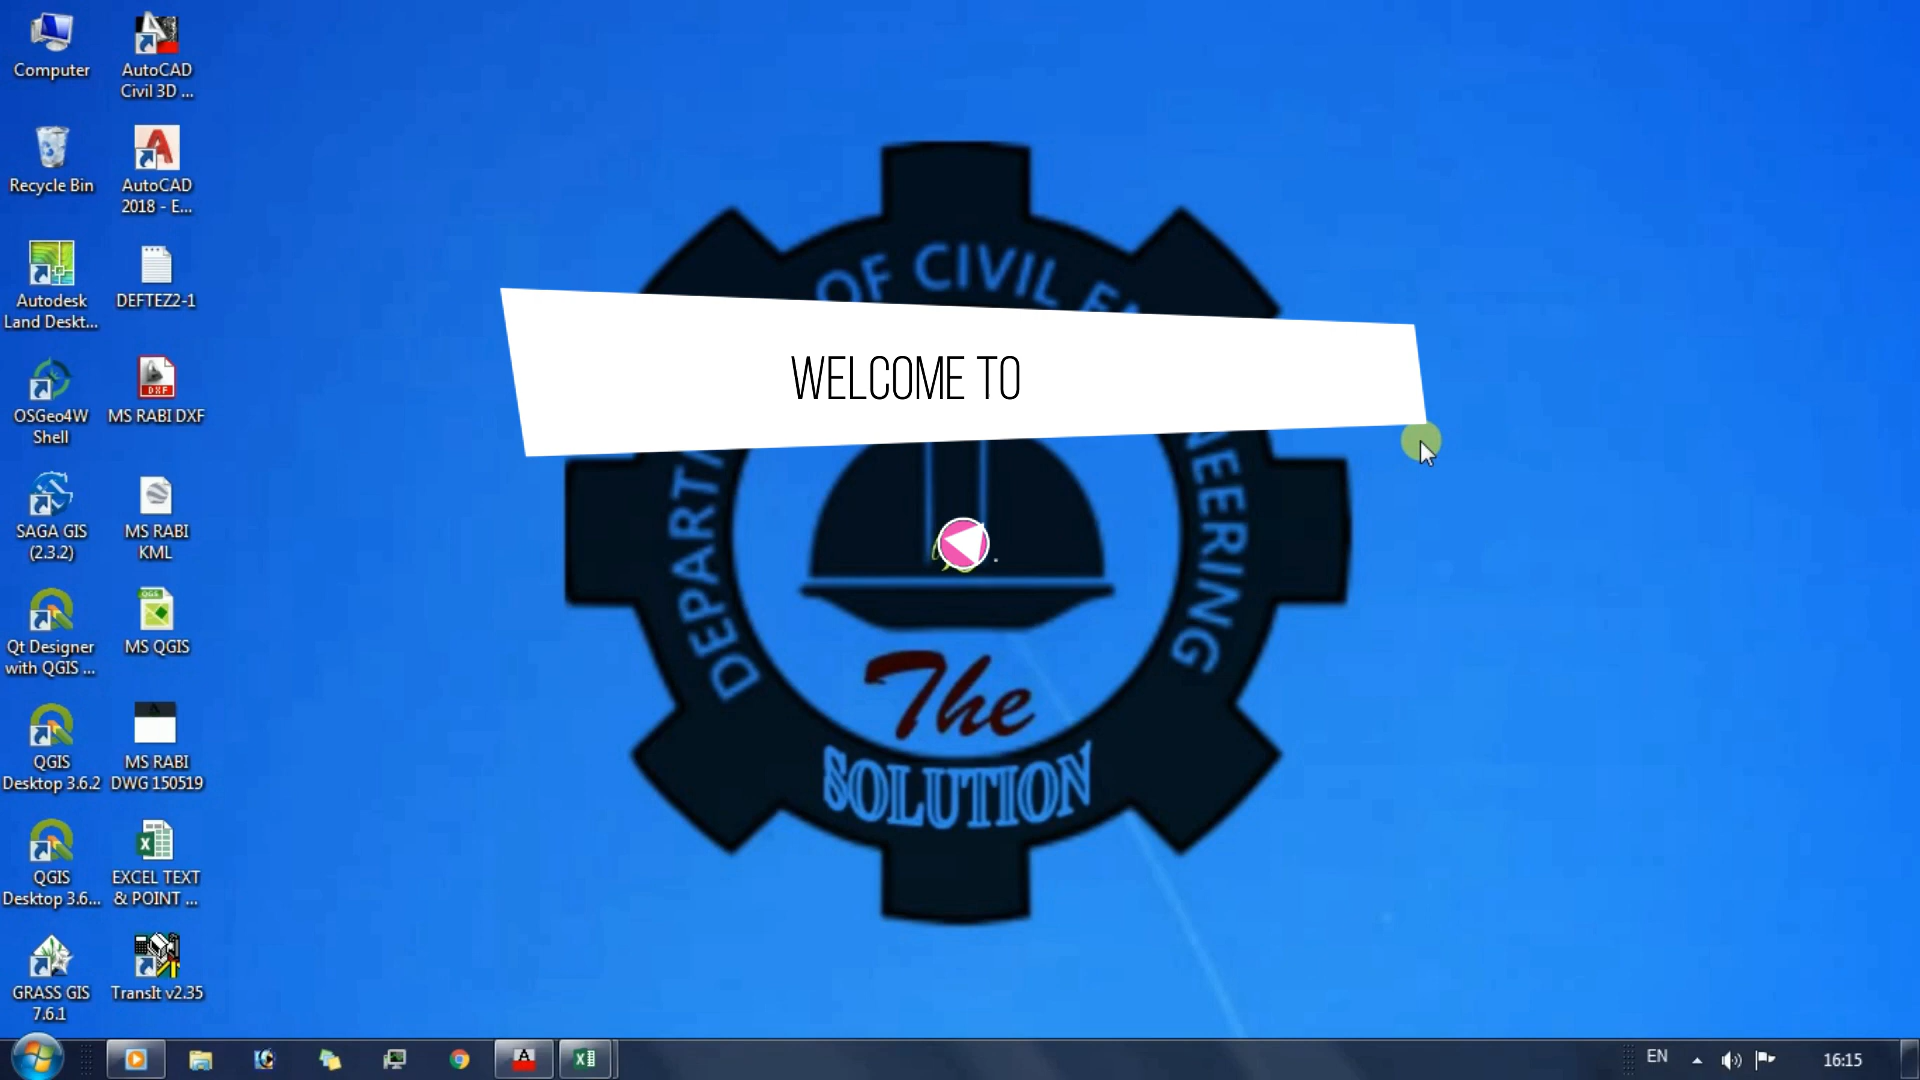 Computer
AutoCAD
Civil 3D ...
Recycle Bin
AutoCAD
2018 - E...
Autodesk
Land Deskt...
DEFTEZ2-1
OSGeo4W
Shell
MS RABI DXF
DXF
SAGA GIS
(2.3.2)
MS RABI
KML
Qt Designer
with QGIS ...
QGS
MS QGIS
QGIS
Desktop 3.6.2
MS RABI
DWG 150519
QGIS
Desktop 3.6...
EXCEL TEXT
& POINT ...
GRASS GIS
7.6.1
TransIt v2.35
OF CIVIL
WELCOME TO
The
SOLUTION
EN
16:15